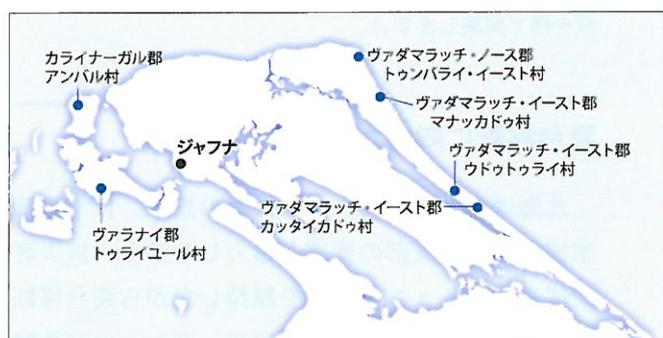 カライナーガル郡
アンバル村
ヴァダマラッチ・ノース郡
トゥンバライ・イースト村
ヴァダマラッチ・イースト郡
マナッカドゥ村
ジャフナ
ヴァダマラッチ・イースト郡
ウドゥトゥライ村
ヴァダマラッチ・イースト郡
カッタイカドゥ村
ヴァラナイ郡
トゥライユール村